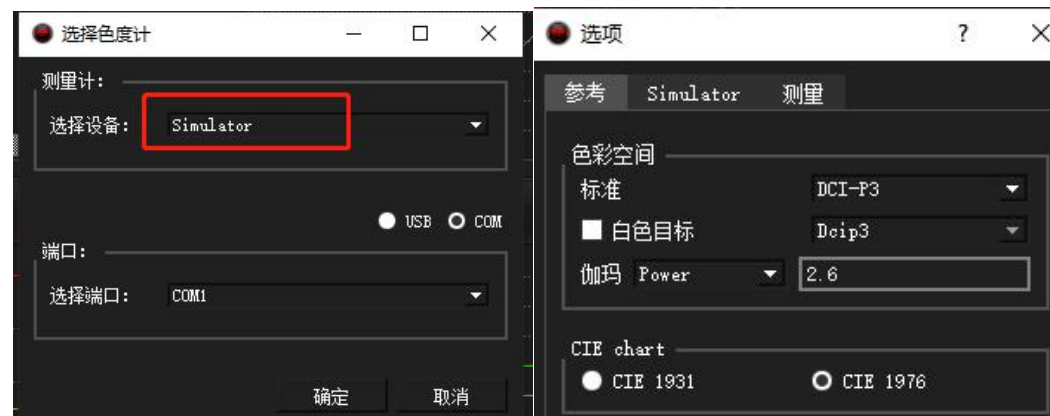 选择色度计
测量计:
选择设备: Simulator
USB COM
端口:
选择端口: COM1
确定 取消
选项 ?
参考 Simulator 测量
色彩空间
标准 DCI-P3
白色目标 Dcip3
伽玛 Power 2.6
CIE chart
CIE 1931 CIE 1976